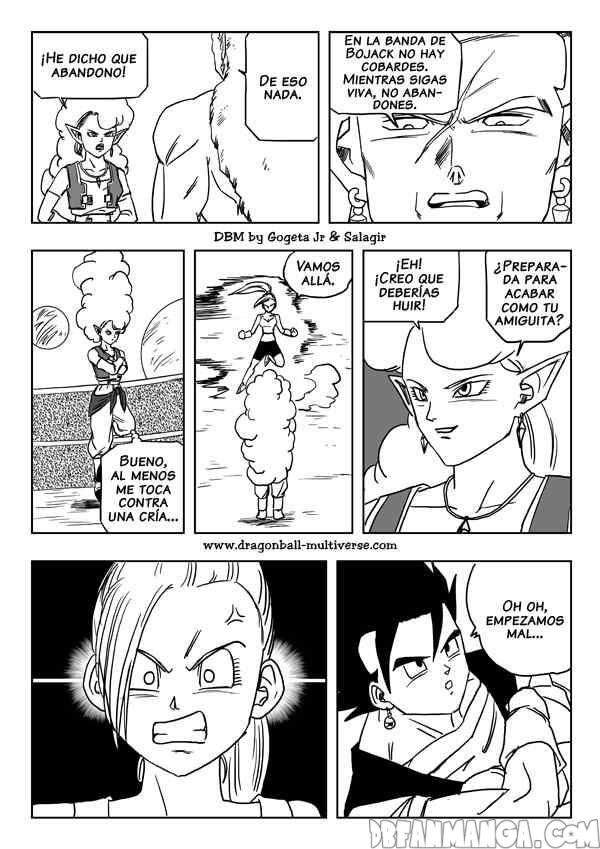 ¡HE DICHO QUE
ABANDONO!
DE ESO
NADA.
EN LA BANDA DE
BOJACK NO HAY
COBARDES.
MIENTRAS SIGAS
VIVA, NO ABAN-
DONES.
DBM by Gogeta Jr & Salagir
BUENO,
AL MENOS
ME TOCA
CONTRA
UNA CRÍA...
VAMOS
ALLÁ.
¡EH!
¡CREO QUE
DEBERÍAS
HUIR!
¿PREPARA-
DA PARA
ACABAR
COMO TU
AMIGUITA?
www.dragonball-multiverse.com
OH OH,
EMPEZAMOS
MAL...
DBFANMANGA.COM